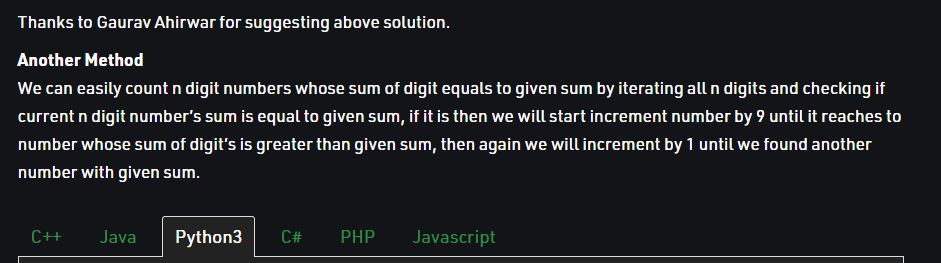 Thanks to Gaurav Ahirwar for suggesting above solution.
Another Method
We can easily count n digit numbers whose sum of digit equals to given sum by iterating all n digits and checking if
current n digit number's sum is equal to given sum, if it is then we will start increment number by 9 until it reaches to
number whose sum of digit's is greater than given sum, then again we will increment by 1 until we found another
number with given sum.
C++ Java Python3 C# PHP Javascript